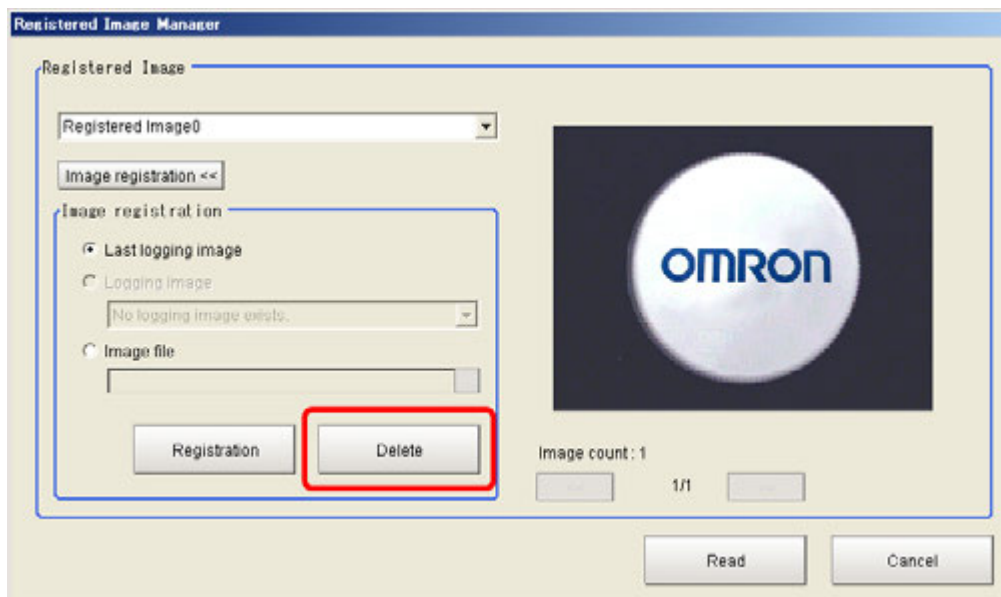 Registered Image Manager
Registered Image
Registered Image0
Image registration <<
Image registration
Last logging image
Logging image
No logging image exists.
Image file
Registration
Delete
OMRON
Image count : 1
1/1
Read
Cancel